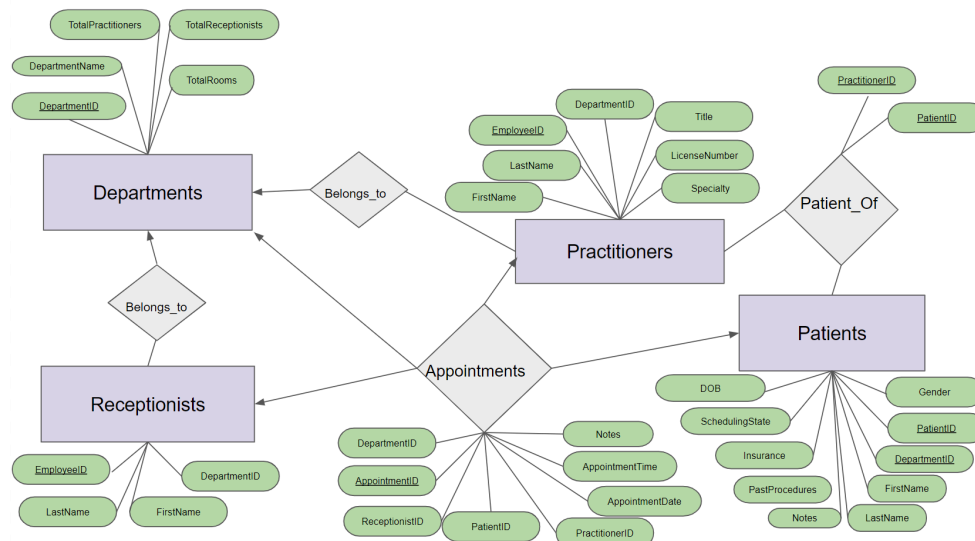 TotalPractitioners
TotalReceptionists
DepartmentName
TotalRooms
DepartmentID
Departments
Belongs_to
DepartmentID
EmployeeID
Title
LastName
LicenseNumber
FirstName
Specialty
Practitioners
PractitionerID
PatientID
Patient_Of
Belongs_to
Receptionists
EmployeeID
DepartmentID
LastName
FirstName
Appointments
DepartmentID
Notes
AppointmentID
AppointmentTime
AppointmentDate
ReceptionistID
PatientID
PractitionerID
Patients
DOB
Gender
SchedulingState
PatientID
Insurance
DepartmentID
PastProcedures
FirstName
Notes
LastName